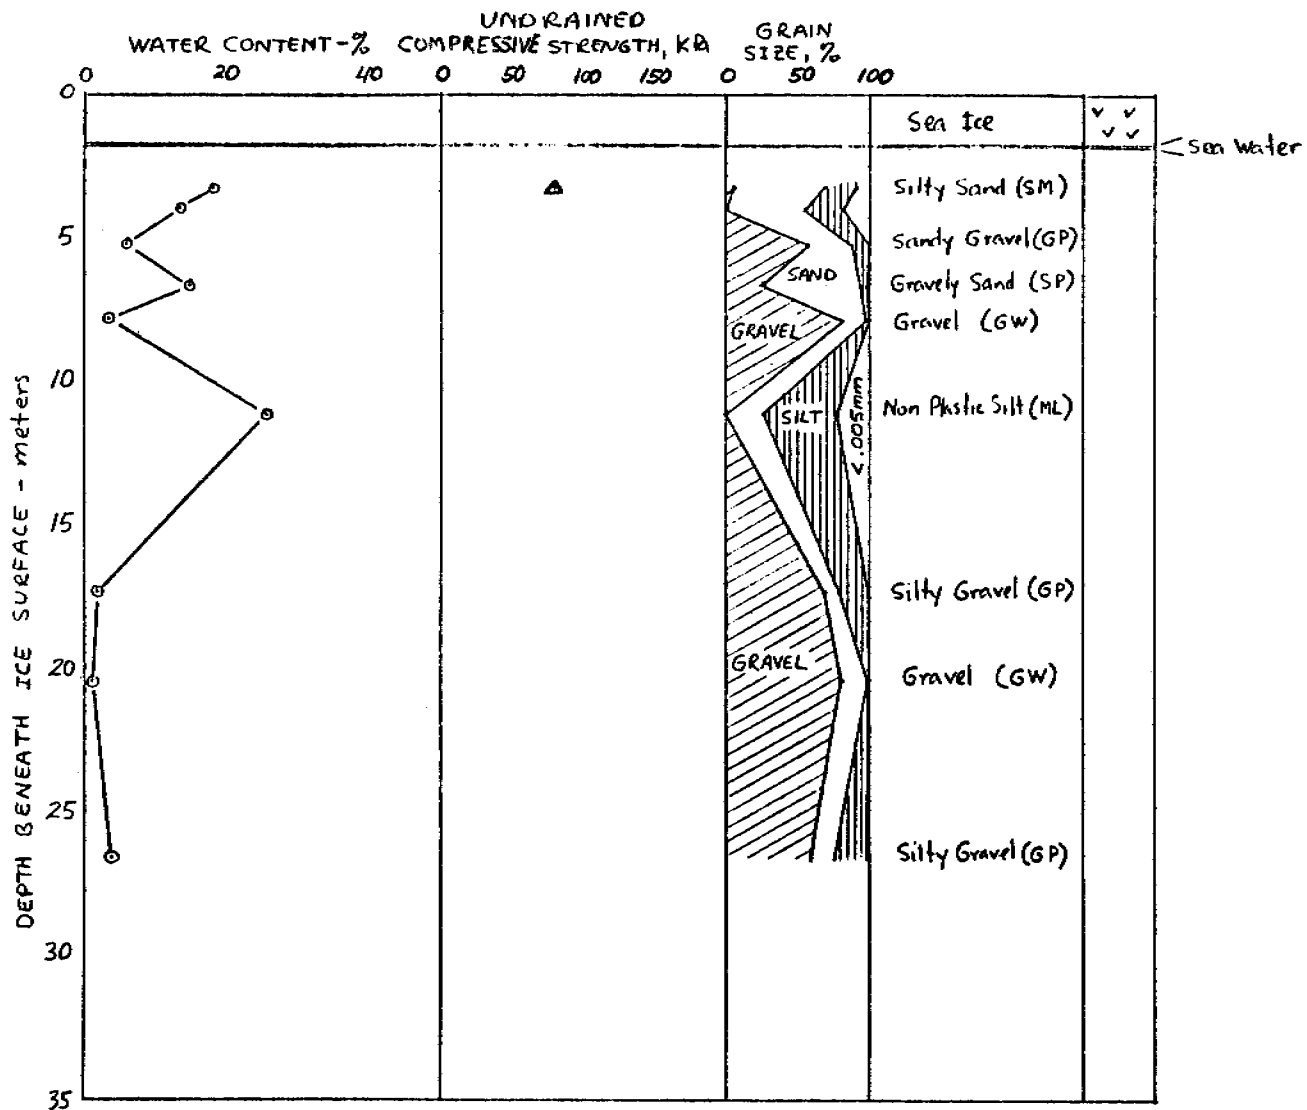 UNDRAINED
WATER CONTENT-% COMPRESSIVE STRENGTH, KPa
GRAIN
SIZE, %
0 20 40 0 50 100 150 0 50 100
0
Sea Ice
Sea Water
Silty Sand (SM)
5
Sandy Gravel (GP)
SAND
Gravely Sand (SP)
GRAVEL
Gravel (GW)
10
SILT
<.005mm
Non Plastic Silt (ML)
15
Silty Gravel (GP)
20
GRAVEL
Gravel (GW)
25
Silty Gravel (GP)
30
35
DEPTH BENEATH ICE SURFACE - meters